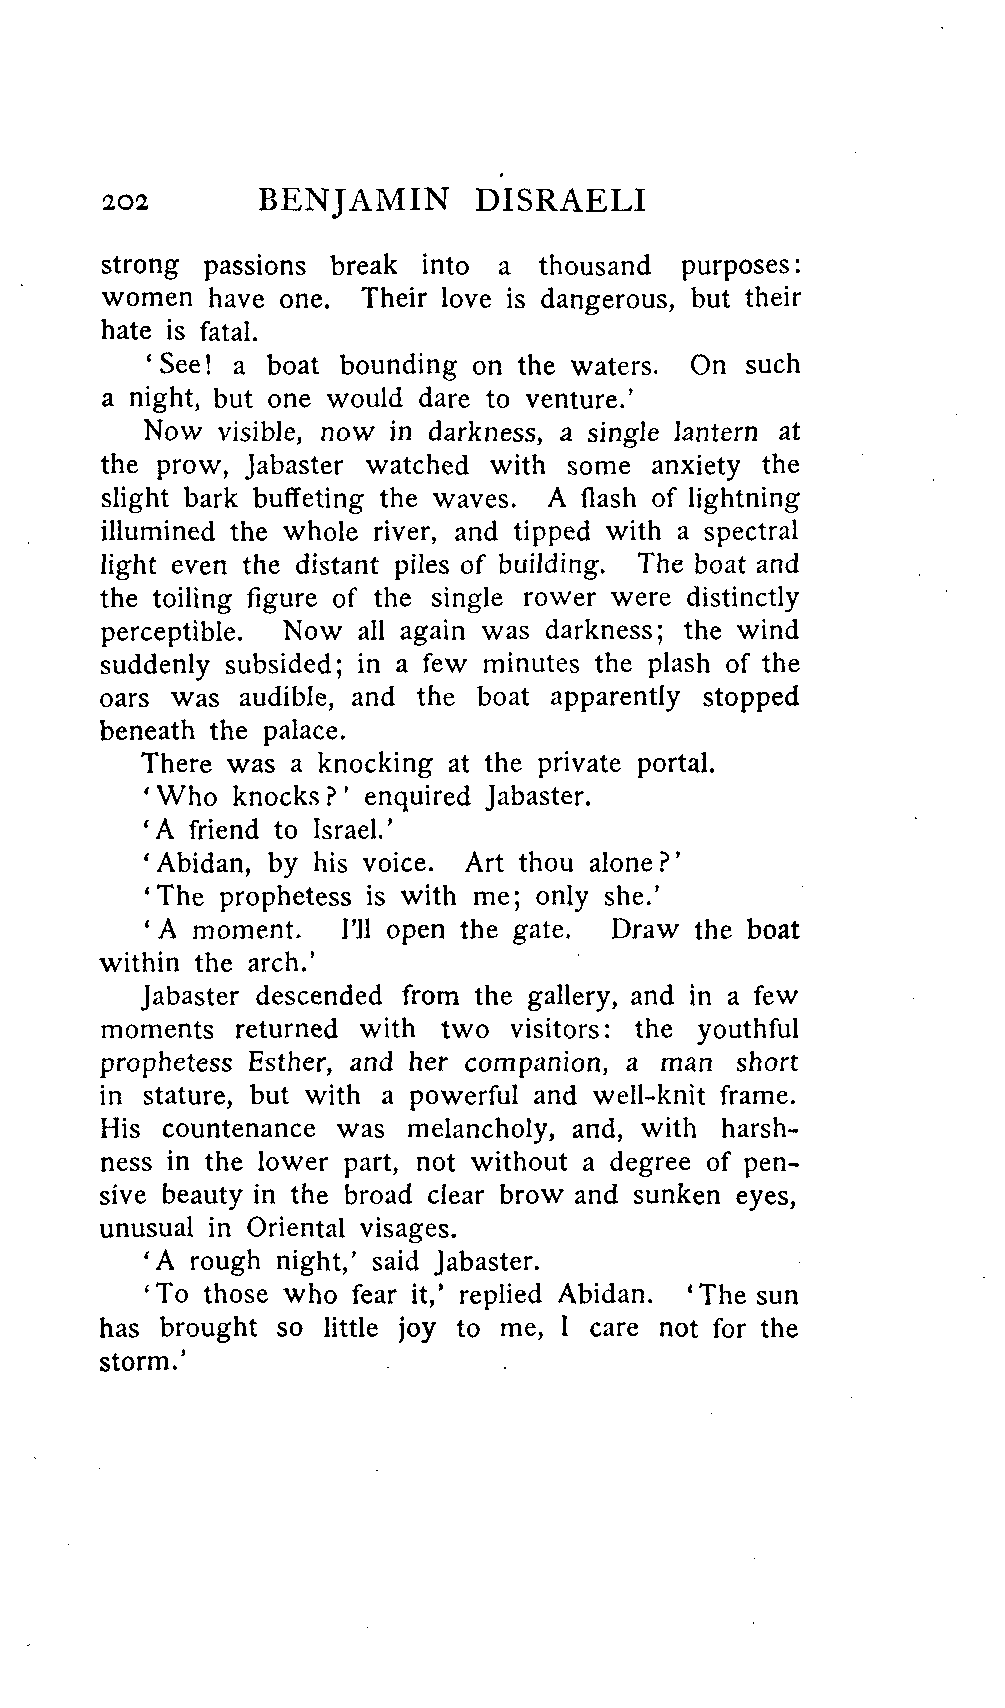 202 BENJAMIN DISRAELI
strong passions break into a thousand purposes:
women have one. Their love is dangerous, but their
hate is fatal.
‘See! a boat bounding on the waters. On such
a night, but one would dare to venture.’
Now visible, now in darkness, a single lantern at
the prow, Jabaster watched with some anxiety the
slight bark buffeting the waves. A flash of lightning
illumined the whole river, and tipped with a spectral
light even the distant piles of building. The boat and
the toiling figure of the single rower were distinctly
perceptible. Now all again was darkness; the wind
suddenly subsided; in a few minutes the plash of the
oars was audible, and the boat apparently stopped
beneath the palace.
There was a knocking at the private portal.
‘Who knocks?’ enquired Jabaster.
‘A friend to Israel.’
‘Abidan, by his voice. Art thou alone?’
‘The prophetess is with me; only she.’
‘A moment. I’ll open the gate. Draw the boat
within the arch.’
Jabaster descended from the gallery, and in a few
moments returned with two visitors: the youthful
prophetess Esther, and her companion, a man short
in stature, but with a powerful and well-knit frame.
His countenance was melancholy, and, with harsh-
ness in the lower part, not without a degree of pen-
sive beauty in the broad clear brow and sunken eyes,
unusual in Oriental visages.
‘A rough night,’ said Jabaster.
‘To those who fear it,’ replied Abidan. ‘The sun
has brought so little joy to me, I care not for the
storm.’